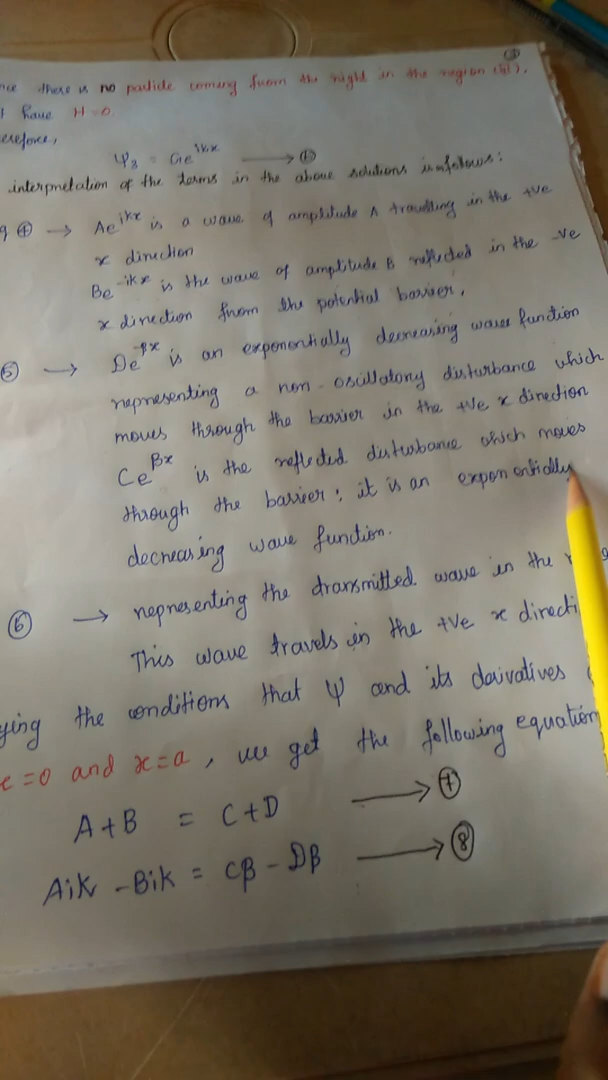 there is no particle coming from the right in the region (III),
have H=0
ψ3 = Ge^ikx → 
interpretation of the terms in the above solutions is as follows:
④ → Ae^ikx is a wave of amplitude A travelling in the +ve
x direction
Be^-ikx is the wave of amplitude B reflected in the -ve
x direction from the potential barrier.
⑤ → De^-βx is an exponentially decreasing wave function
representing a non-oscillatory disturbance which
moves through the barrier in the +ve x direction
Ce^βx is the reflected disturbance which moves
through the barrier; it is an exponentially
decreasing wave function.
⑥ → representing the transmitted wave in the
This wave travels in the +ve x directi
ying the conditions that ψ and its daivatives
x=0 and x=a, we get the following equation
A+B = C+D → ⑦
Aik - Bik = Cβ - Dβ → ⑧